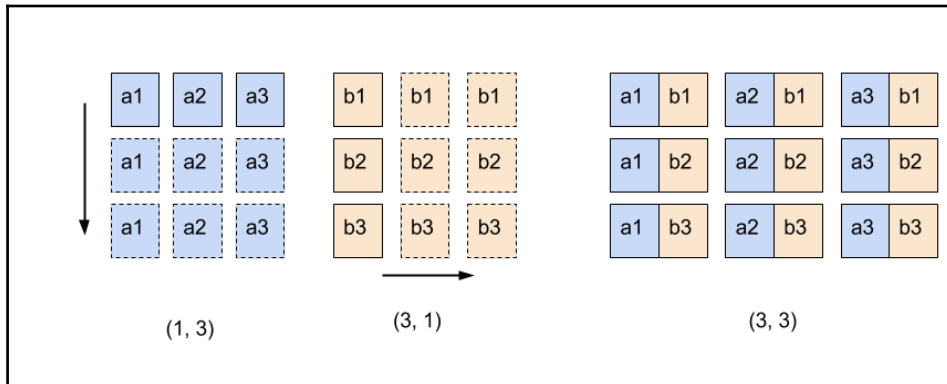 a1 a2 a3 b1 b1 b1 a1 b1 a2 b1 a3 b1
a1 a2 a3 b2 b2 b2 a1 b2 a2 b2 a3 b2
a1 a2 a3 b3 b3 b3 a1 b3 a2 b3 a3 b3
(1, 3) (3, 1) (3, 3)